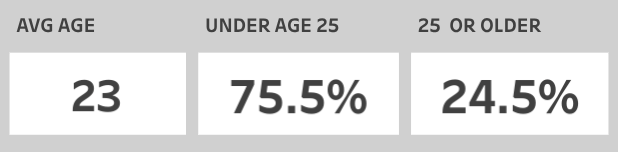 AVG AGE
UNDER AGE 25
25 OR OLDER
23
75.5%
24.5%